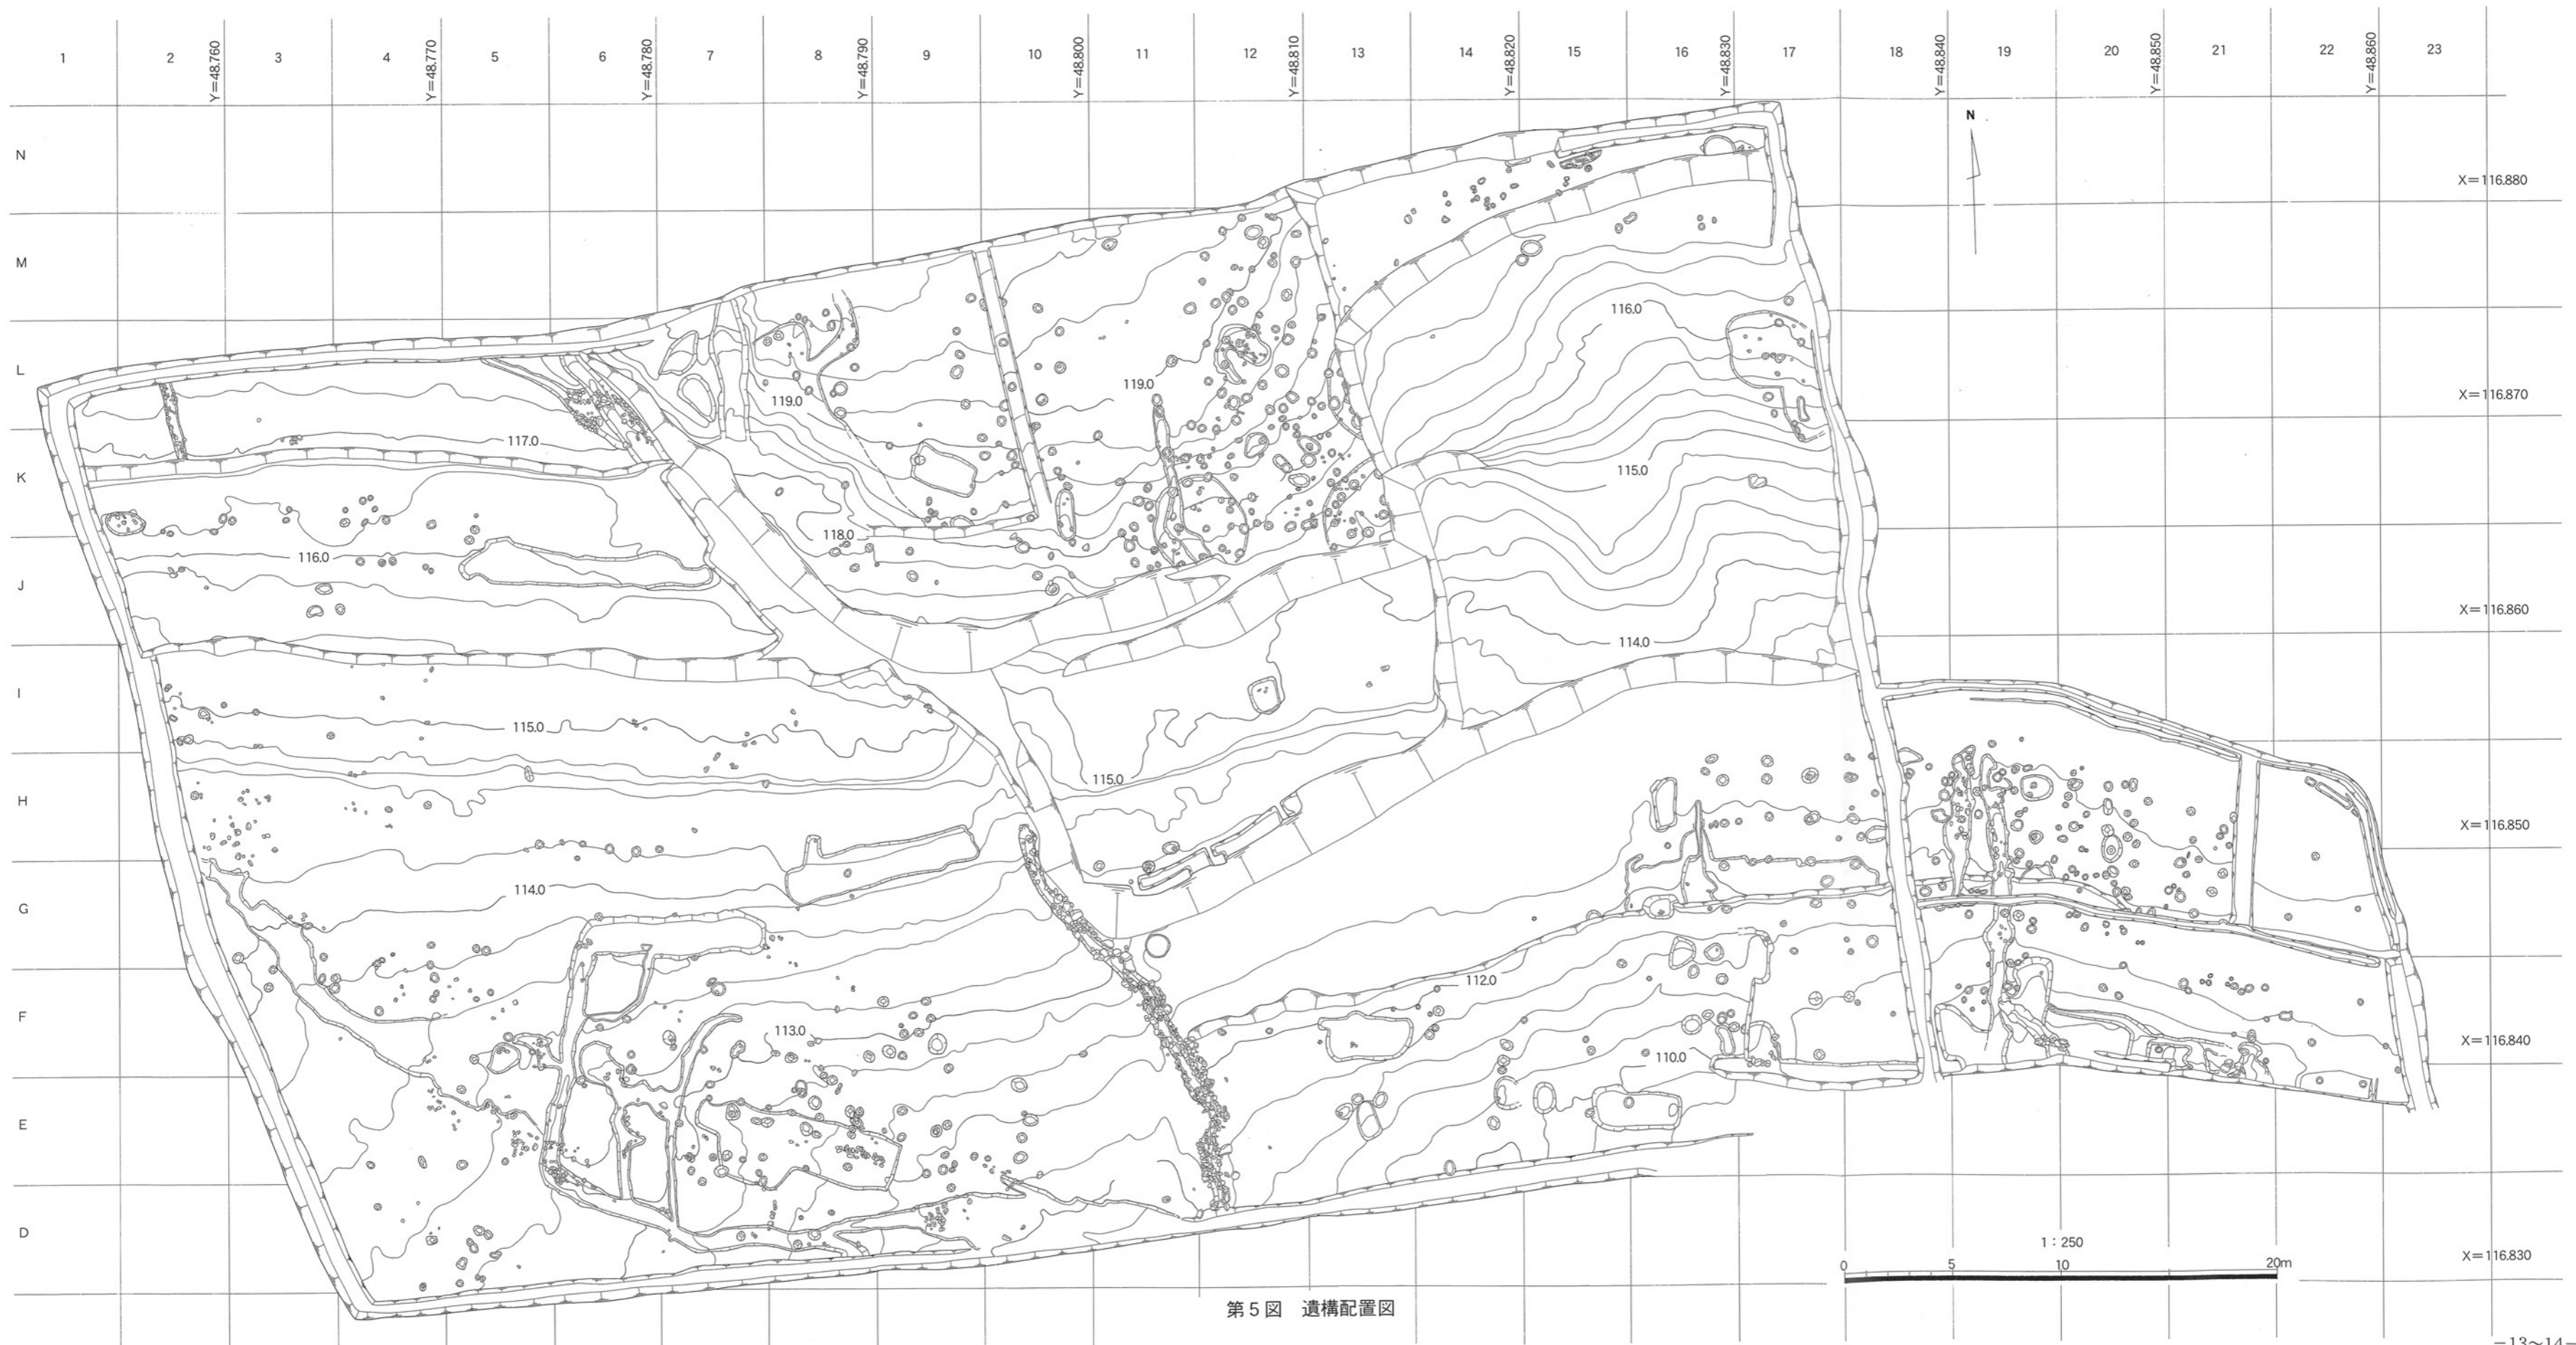 1 2 3 4 5 6 7 8 9 10 11 12 13 14 15 16 17 18 19 20 21 22 23
Y=48.760
Y=48.770
Y=48.780
Y=48.790
Y=48.800
Y=48.810
Y=48.820
Y=48.830
Y=48.840
Y=48.850
Y=48.860
N
N
X=116.880
M
116.0
L
119.0
119.0
X=116.870
117.0
115.0
K
118.0
116.0
J
X=116.860
114.0
I
115.0
115.0
H
X=116.850
114.0
G
112.0
F
113.0
110.0
X=116.840
E
D
1：250
X=116.830
0 5 10 20m
第5図 遺構配置図
−13～14−